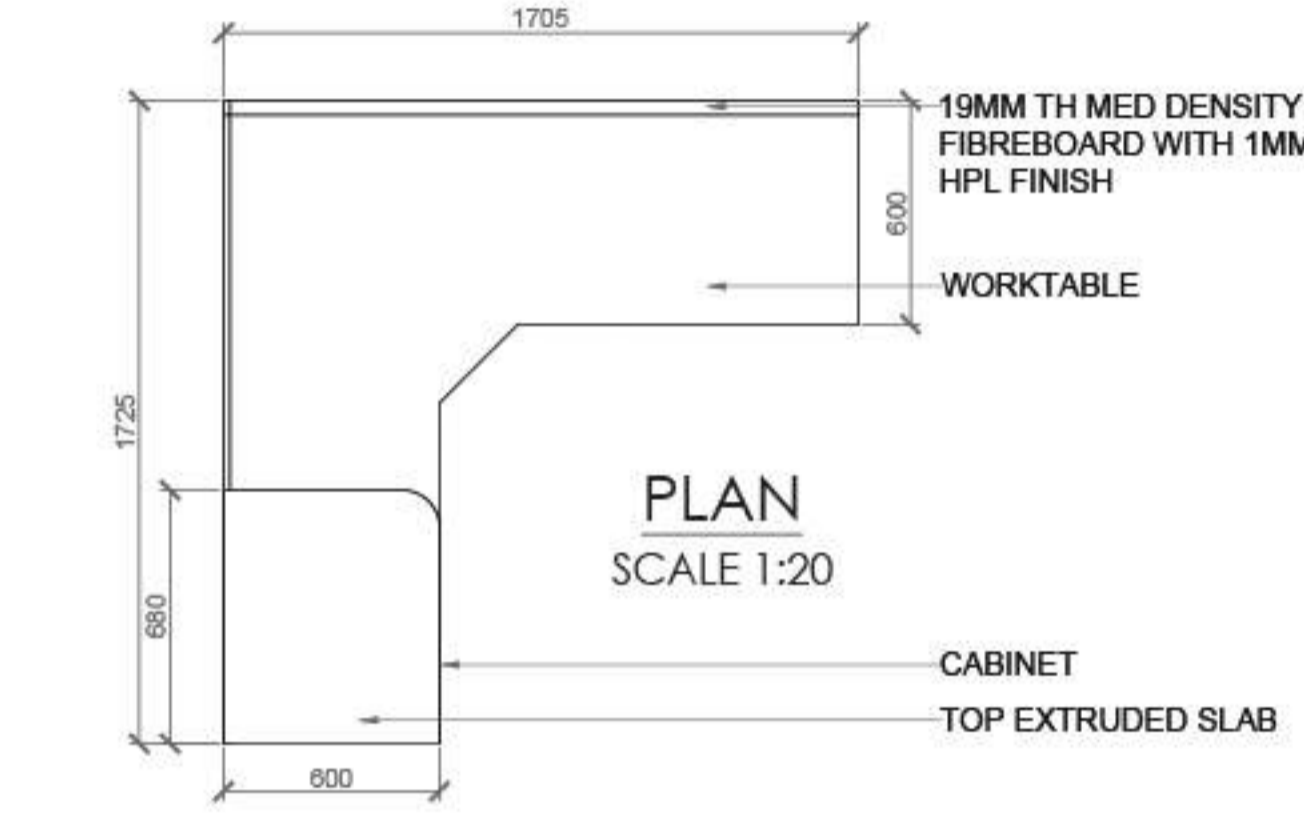 1705
19MM TH MED DENSITY
FIBREBOARD WITH 1MM
HPL FINISH
600
WORKTABLE
1725
PLAN
SCALE 1:20
680
CABINET
TOP EXTRUDED SLAB
600